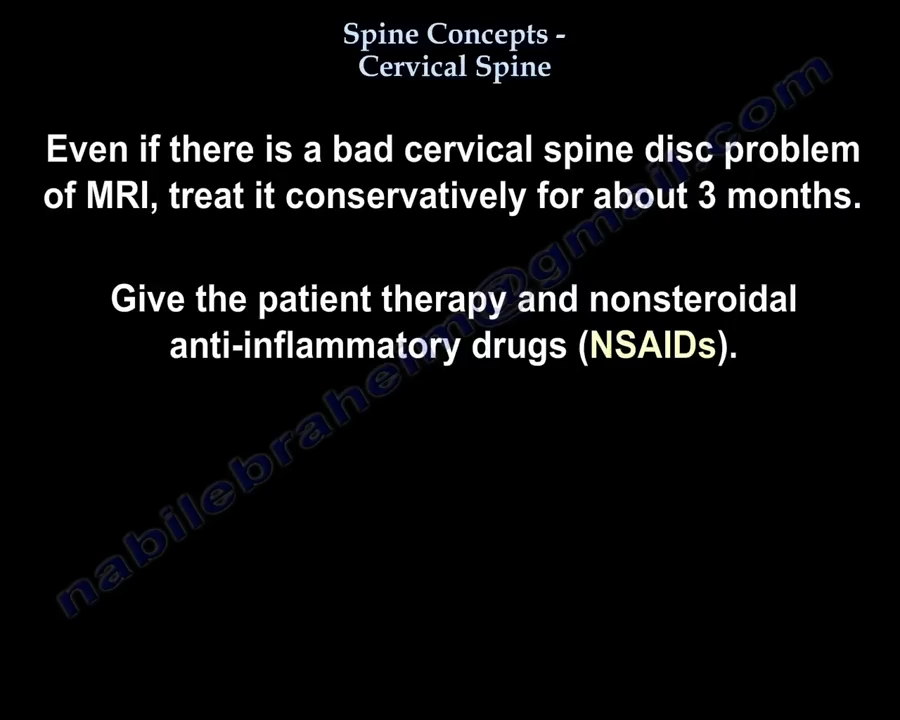 Spine Concepts -
Cervical Spine
Even if there is a bad cervical spine disc problem
of MRI, treat it conservatively for about 3 months.
Give the patient therapy and nonsteroidal
anti-inflammatory drugs (NSAIDs).
nabilebrahem@gmail.com